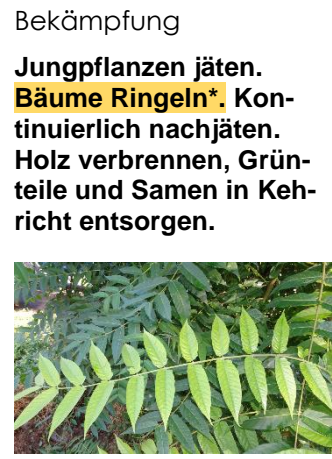 Bekämpfung
Jungpflanzen jäten.
Bäume Ringeln*. Kon-
tinuierlich nachjäten.
Holz verbrennen, Grün-
teile und Samen in Keh-
richt entsorgen.